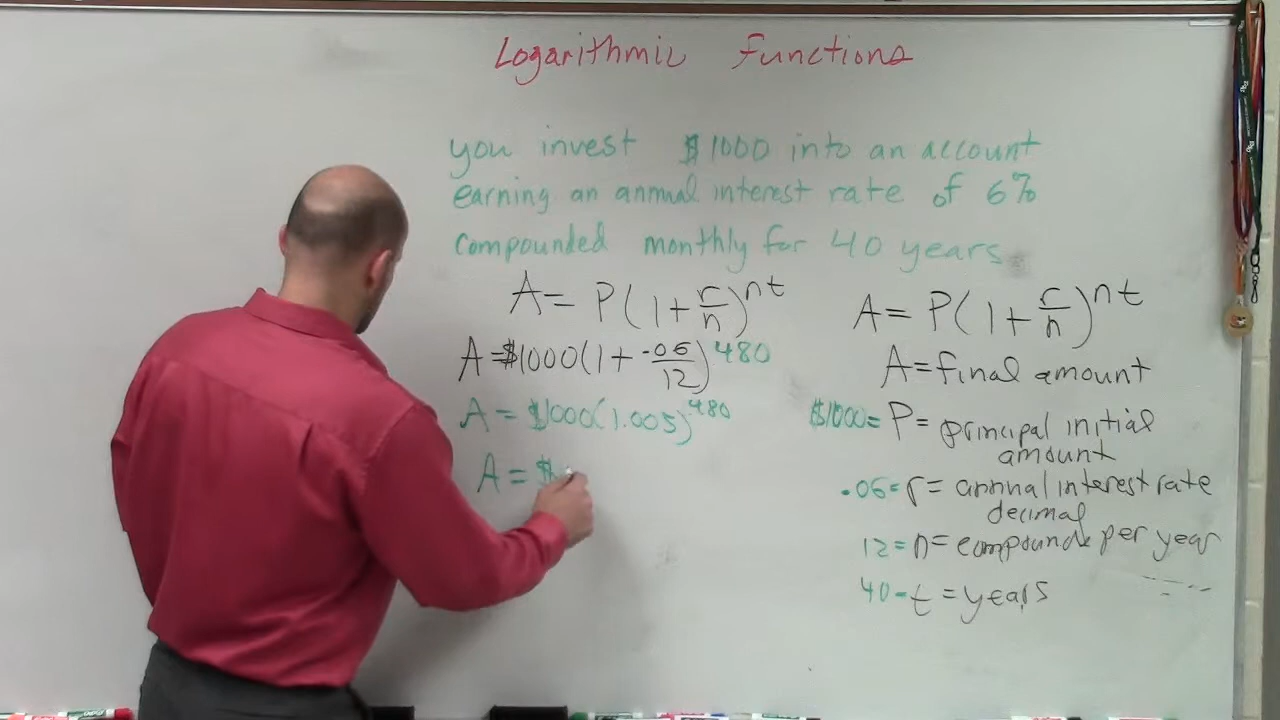 Logarithmic Functions
you invest $1000 into an account
earning an annual interest rate of 6%
compounded monthly for 40 years
A = P(1+r/n)^nt
A=$1000(1+.06/12)^480
A = $1000(1.005)^480
A = $
A= P(1+r/n)^nt
A=final amount
$1000= P= principal initial
amount
.06= r= annual interest rate
decimal
12= n= compounds per year
40- t = years